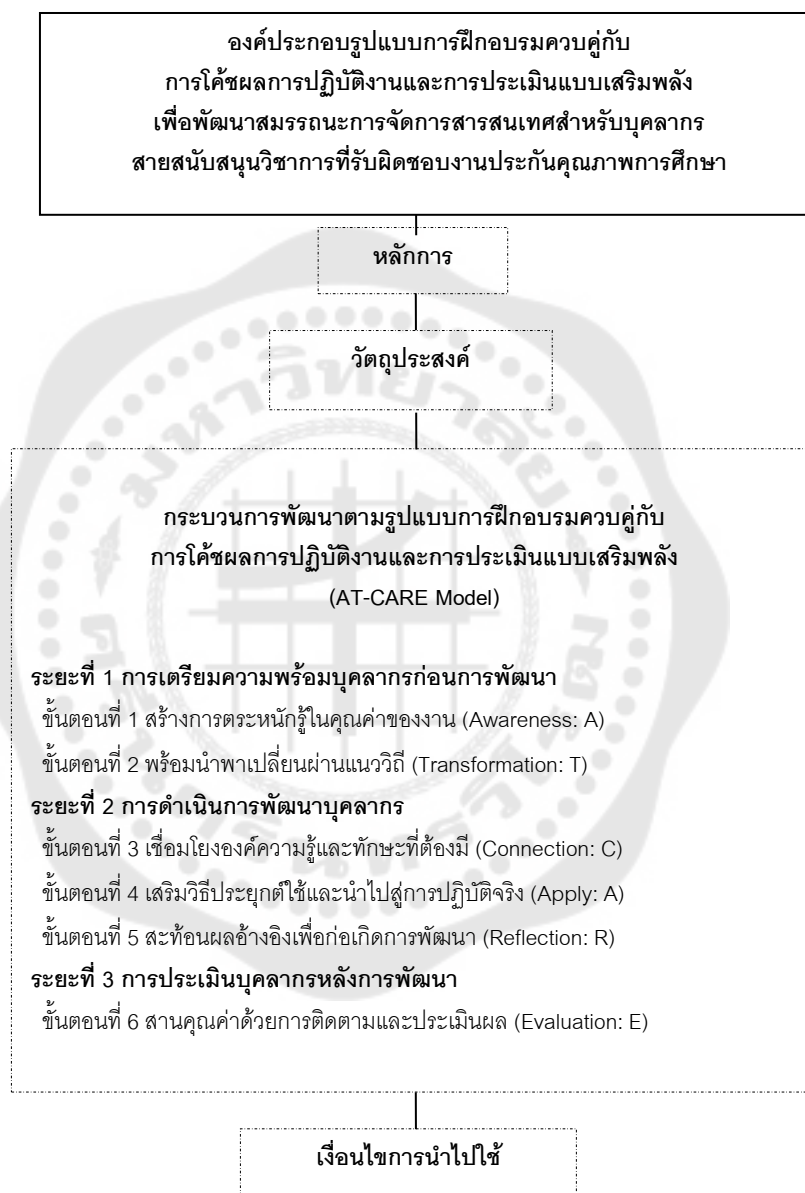 องค์ประกอบรูปแบบการฝึกอบรมควบคู่กับ
การโค้ชผลการปฏิบัติงานและการประเมินแบบเสริมพลัง
เพื่อพัฒนาสมรรถนะการจัดการสารสนเทศสำหรับบุคลากร
สายสนับสนุนวิชาการที่รับผิดชอบงานประกันคุณภาพการศึกษา
หลักการ
วัตถุประสงค์
กระบวนการพัฒนาตามรูปแบบการฝึกอบรมควบคู่กับ
การโค้ชผลการปฏิบัติงานและการประเมินแบบเสริมพลัง
(AT-CARE Model)
ระยะที่ 1 การเตรียมความพร้อมบุคลากรก่อนการพัฒนา
ขั้นตอนที่ 1 สร้างการตระหนักรู้ในคุณค่าของงาน (Awareness: A)
ขั้นตอนที่ 2 พร้อมนำพาเปลี่ยนผ่านแนววิถี (Transformation: T)
ระยะที่ 2 การดำเนินการพัฒนาบุคลากร
ขั้นตอนที่ 3 เชื่อมโยงองค์ความรู้และทักษะที่ต้องมี (Connection: C)
ขั้นตอนที่ 4 เสริมวิธีประยุกต์ใช้และนำไปสู่การปฏิบัติจริง (Apply: A)
ขั้นตอนที่ 5 สะท้อนผลอ้างอิงเพื่อก่อเกิดการพัฒนา (Reflection: R)
ระยะที่ 3 การประเมินบุคลากรหลังการพัฒนา
ขั้นตอนที่ 6 สานคุณค่าด้วยการติดตามและประเมินผล (Evaluation: E)
เงื่อนไขการนำไปใช้
มหาวิทยาลัย
ศรีนครินทรวิโรฒ